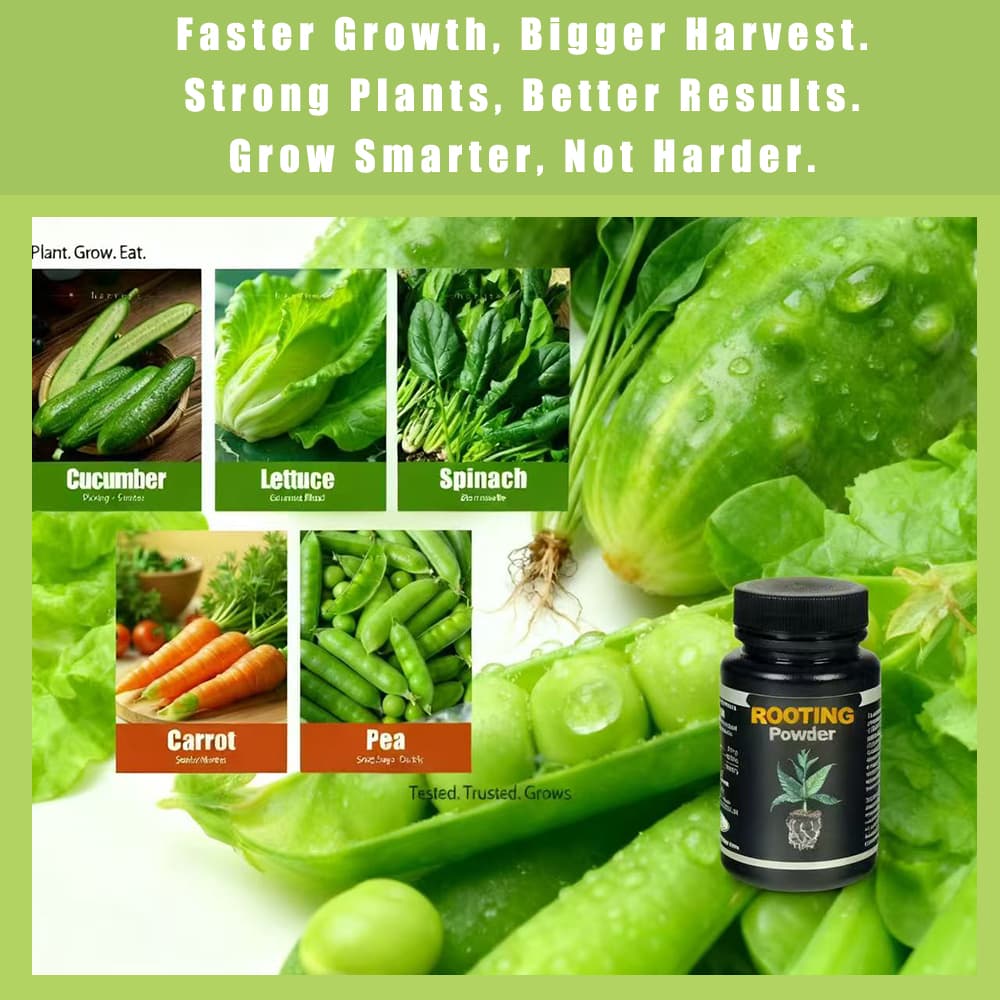 Faster Growth, Bigger Harvest.
Strong Plants, Better Results.
Grow Smarter, Not Harder.
Plant. Grow. Eat.
Cucumber
Lettuce
Spinach
Carrot
Pea
Tested. Trusted. Grows
ROOTING
Powder